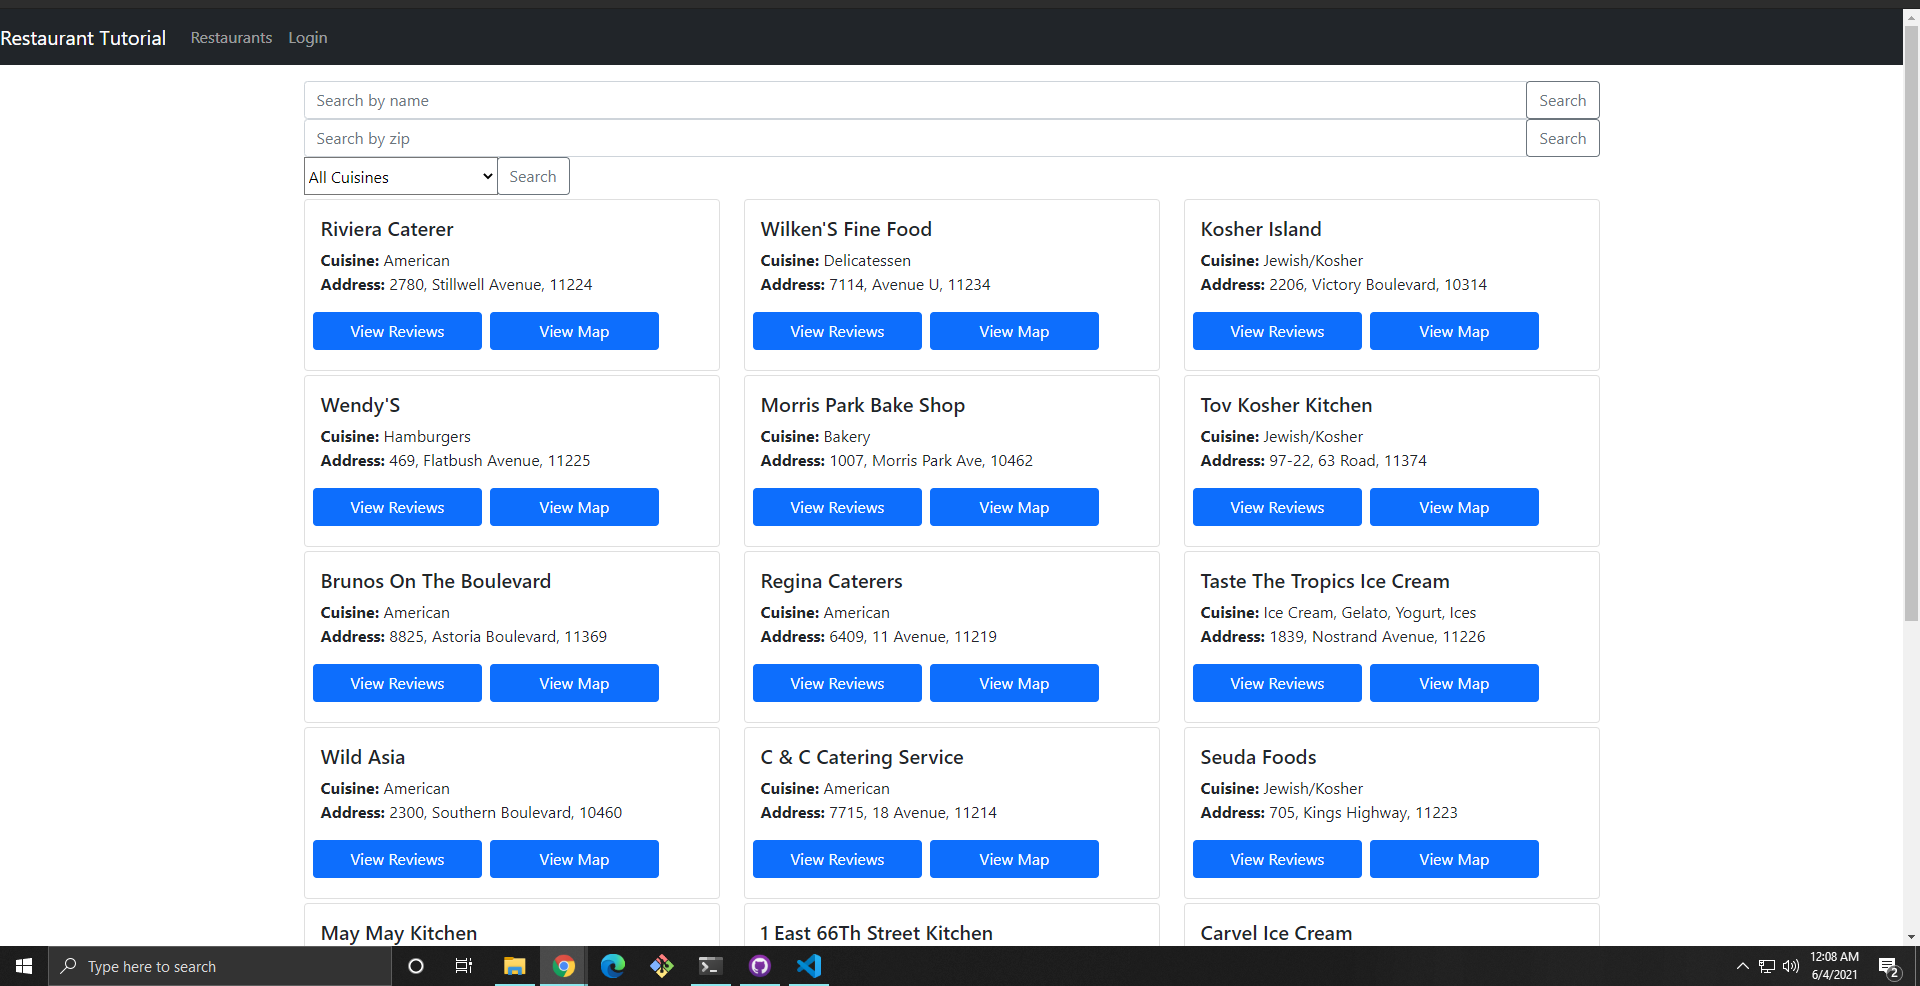 Restaurant Tutorial Restaurants Login
Search by name Search
Search by zip Search
All Cuisines Search
Riviera Caterer
Cuisine: American
Address: 2780, Stillwell Avenue, 11224
View Reviews View Map
Wilken'S Fine Food
Cuisine: Delicatessen
Address: 7114, Avenue U, 11234
View Reviews View Map
Kosher Island
Cuisine: Jewish/Kosher
Address: 2206, Victory Boulevard, 10314
View Reviews View Map
Wendy'S
Cuisine: Hamburgers
Address: 469, Flatbush Avenue, 11225
View Reviews View Map
Morris Park Bake Shop
Cuisine: Bakery
Address: 1007, Morris Park Ave, 10462
View Reviews View Map
Tov Kosher Kitchen
Cuisine: Jewish/Kosher
Address: 97-22, 63 Road, 11374
View Reviews View Map
Brunos On The Boulevard
Cuisine: American
Address: 8825, Astoria Boulevard, 11369
View Reviews View Map
Regina Caterers
Cuisine: American
Address: 6409, 11 Avenue, 11219
View Reviews View Map
Taste The Tropics Ice Cream
Cuisine: Ice Cream, Gelato, Yogurt, Ices
Address: 1839, Nostrand Avenue, 11226
View Reviews View Map
Wild Asia
Cuisine: American
Address: 2300, Southern Boulevard, 10460
View Reviews View Map
C & C Catering Service
Cuisine: American
Address: 7715, 18 Avenue, 11214
View Reviews View Map
Seuda Foods
Cuisine: Jewish/Kosher
Address: 705, Kings Highway, 11223
View Reviews View Map
May May Kitchen
1 East 66Th Street Kitchen
Carvel Ice Cream
Type here to search
12:08 AM
6/4/2021
2